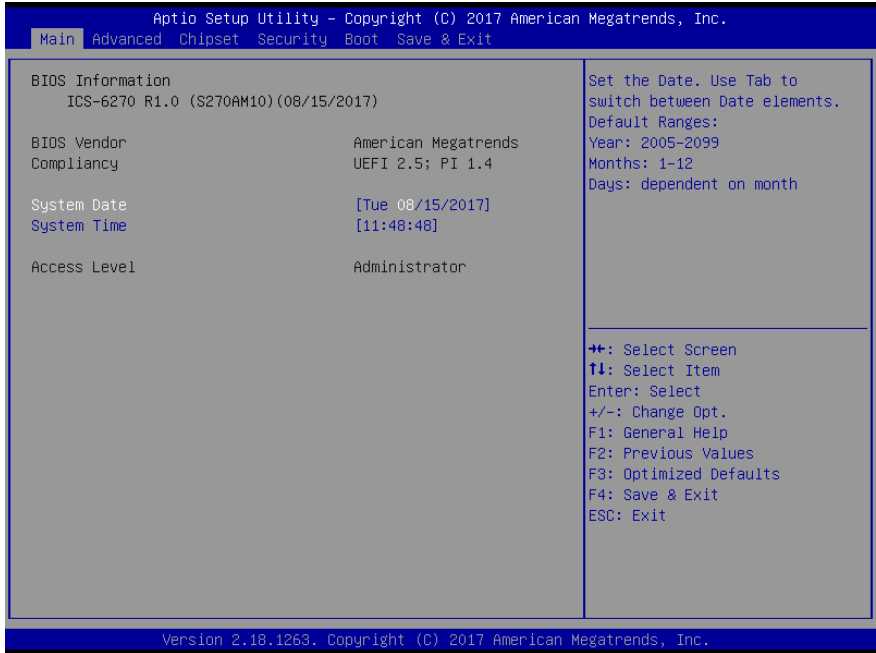 Aptio Setup Utility – Copyright (C) 2017 American Megatrends, Inc.
Main Advanced Chipset Security Boot Save & Exit
BIOS Information
ICS-6270 R1.0 (S270AM10)(08/15/2017)
BIOS Vendor American Megatrends
Compliancy UEFI 2.5; PI 1.4
System Date [Tue 08/15/2017]
System Time [11:48:48]
Access Level Administrator
Set the Date. Use Tab to
switch between Date elements.
Default Ranges:
Year: 2005-2099
Months: 1-12
Days: dependent on month
→←: Select Screen
↑↓: Select Item
Enter: Select
+/-: Change Opt.
F1: General Help
F2: Previous Values
F3: Optimized Defaults
F4: Save & Exit
ESC: Exit
Version 2.18.1263. Copyright (C) 2017 American Megatrends, Inc.